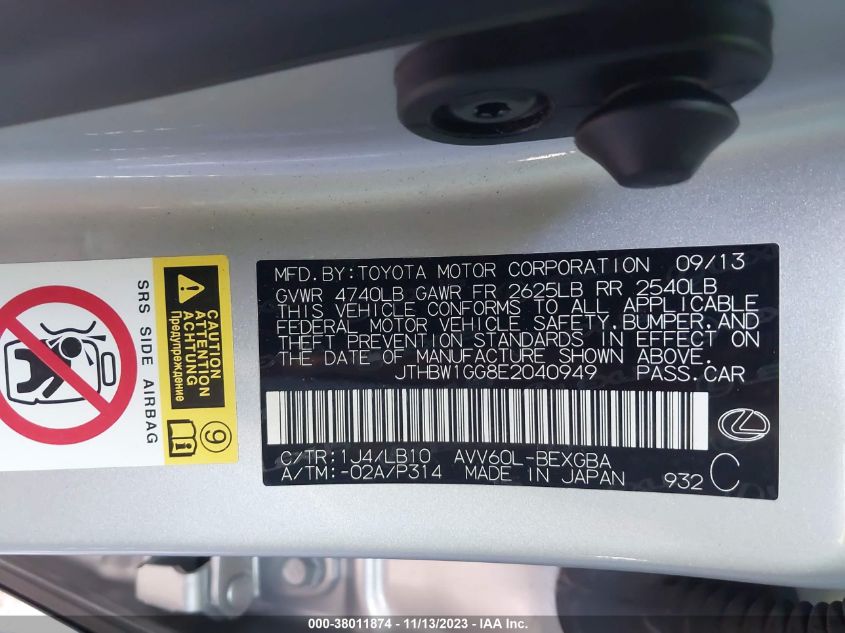 SRS SIDE AIRBAG
CAUTION
ATTENTION
ACHTUNG
Предупреждение
9
MFD.BY:TOYOTA MOTOR CORPORATION 09/13
GVWR 4740LB GAWR FR 2625LB RR 2540LB
THIS VEHICLE CONFORMS TO ALL APPLICABLE
FEDERAL MOTOR VEHICLE SAFETY,BUMPER,AND
THEFT PREVENTION STANDARDS IN EFFECT ON
THE DATE OF MANUFACTURE SHOWN ABOVE.
JTHBW1GG8E2040949 PASS.CAR
C/TR:1J4/LB10 AVV60L-BEXGBA
A/TM:-02A/P314 MADE IN JAPAN 932 C
000-38011874 - 11/13/2023 - IAA Inc.